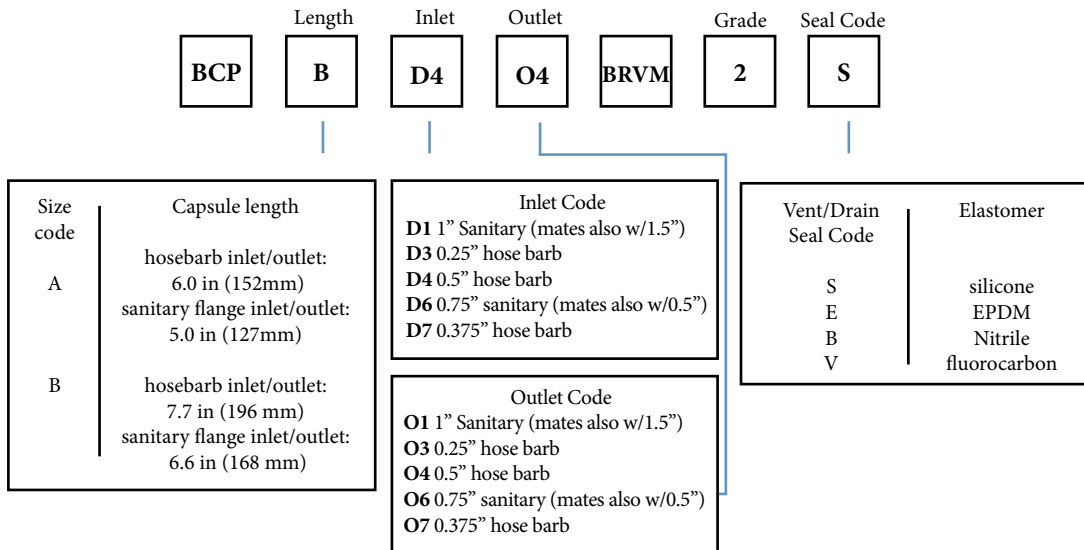 Length Inlet Outlet Grade Seal Code
BCP B D4 O4 BRVM 2 S
Size
code
Capsule length
A
hosebarb inlet/outlet:
6.0 in (152mm)
sanitary flange inlet/outlet:
5.0 in (127mm)
B
hosebarb inlet/outlet:
7.7 in (196 mm)
sanitary flange inlet/outlet:
6.6 in (168 mm)
Inlet Code
D1 1” Sanitary (mates also w/1.5”)
D3 0.25” hose barb
D4 0.5” hose barb
D6 0.75” sanitary (mates also w/0.5”)
D7 0.375” hose barb
Outlet Code
O1 1” Sanitary (mates also w/1.5”)
O3 0.25” hose barb
O4 0.5” hose barb
O6 0.75” sanitary (mates also w/0.5”)
O7 0.375” hose barb
Vent/Drain
Seal Code
Elastomer
S silicone
E EPDM
B Nitrile
V fluorocarbon